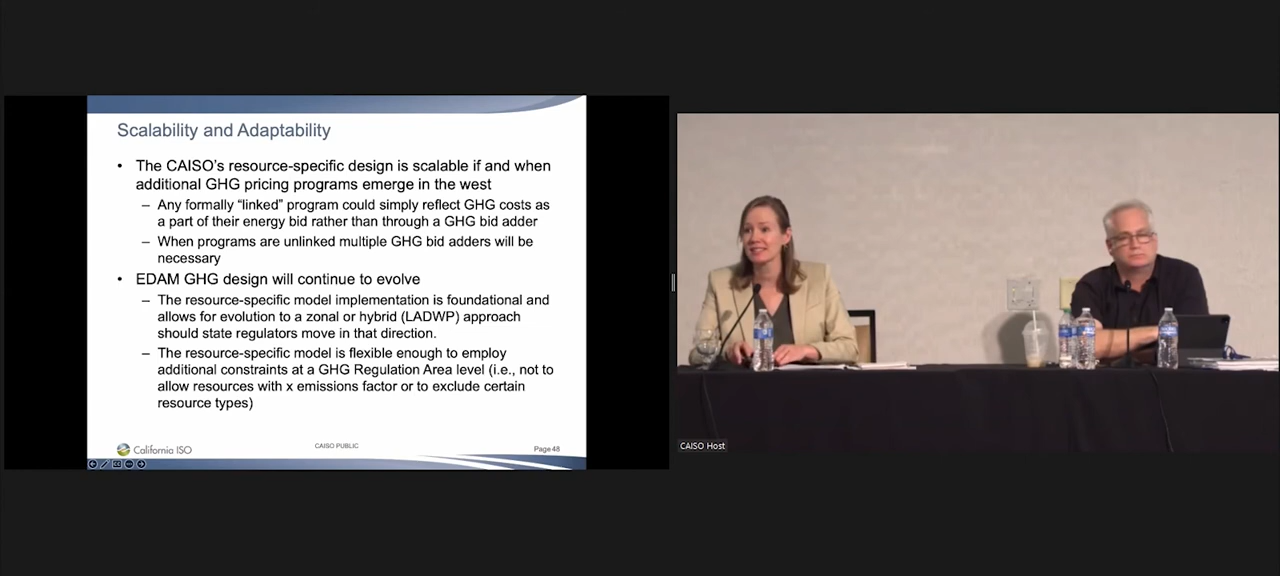 Scalability and Adaptability
• The CAISO's resource-specific design is scalable if and when
additional GHG pricing programs emerge in the west
– Any formally "linked" program could simply reflect GHG costs as
a part of their energy bid rather than through a GHG bid adder
– When programs are unlinked multiple GHG bid adders will be
necessary
• EDAM GHG design will continue to evolve
– The resource-specific model implementation is foundational and
allows for evolution to a zonal or hybrid (LADWP) approach
should state regulators move in that direction.
– The resource-specific model is flexible enough to employ
additional constraints at a GHG Regulation Area level (i.e., not to
allow resources with x emissions factor or to exclude certain
resource types)
California ISO
CAISO PUBLIC
Page 48
CAISO Host